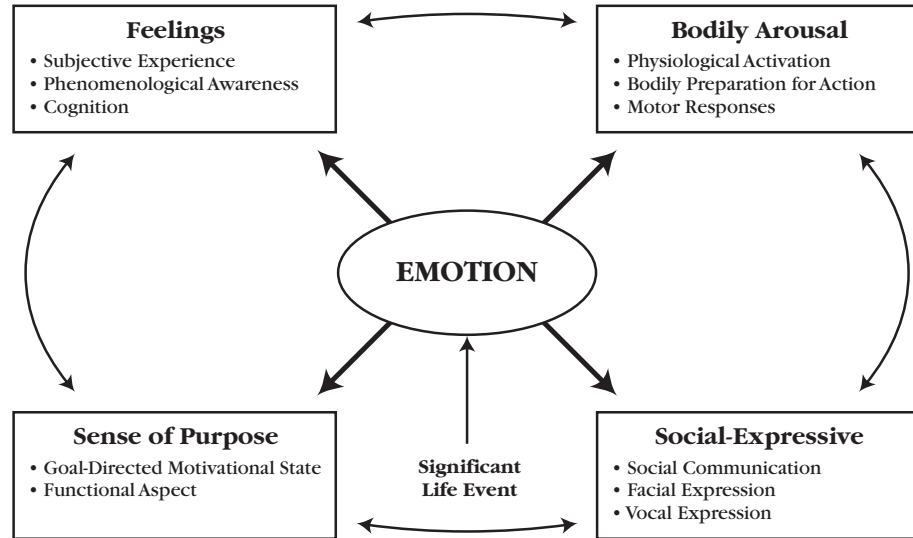 Feelings
• Subjective Experience
• Phenomenological Awareness
• Cognition
Bodily Arousal
• Physiological Activation
• Bodily Preparation for Action
• Motor Responses
EMOTION
Sense of Purpose
• Goal-Directed Motivational State
• Functional Aspect
Significant
Life Event
Social-Expressive
• Social Communication
• Facial Expression
• Vocal Expression